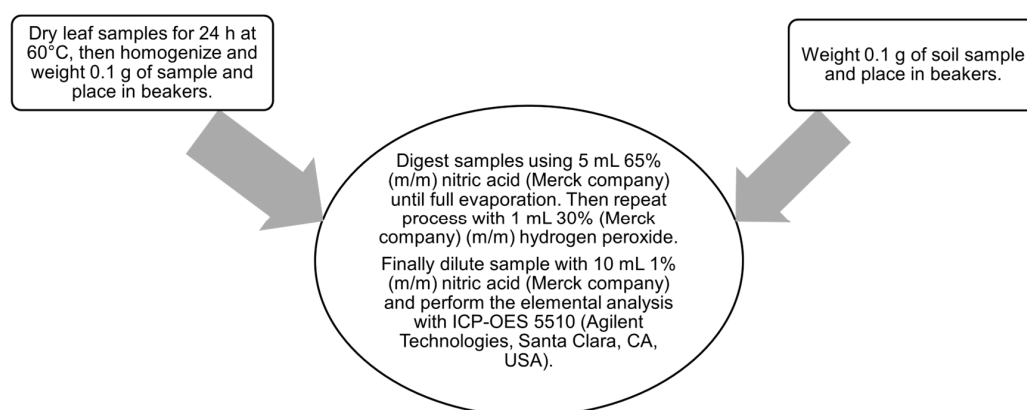 Dry leaf samples for 24 h at
60°C, then homogenize and
weight 0.1 g of sample and
place in beakers.
Weight 0.1 g of soil sample
and place in beakers.
Digest samples using 5 mL 65%
(m/m) nitric acid (Merck company)
until full evaporation. Then repeat
process with 1 mL 30% (Merck
company) (m/m) hydrogen peroxide.
Finally dilute sample with 10 mL 1%
(m/m) nitric acid (Merck company)
and perform the elemental analysis
with ICP-OES 5510 (Agilent
Technologies, Santa Clara, CA,
USA).